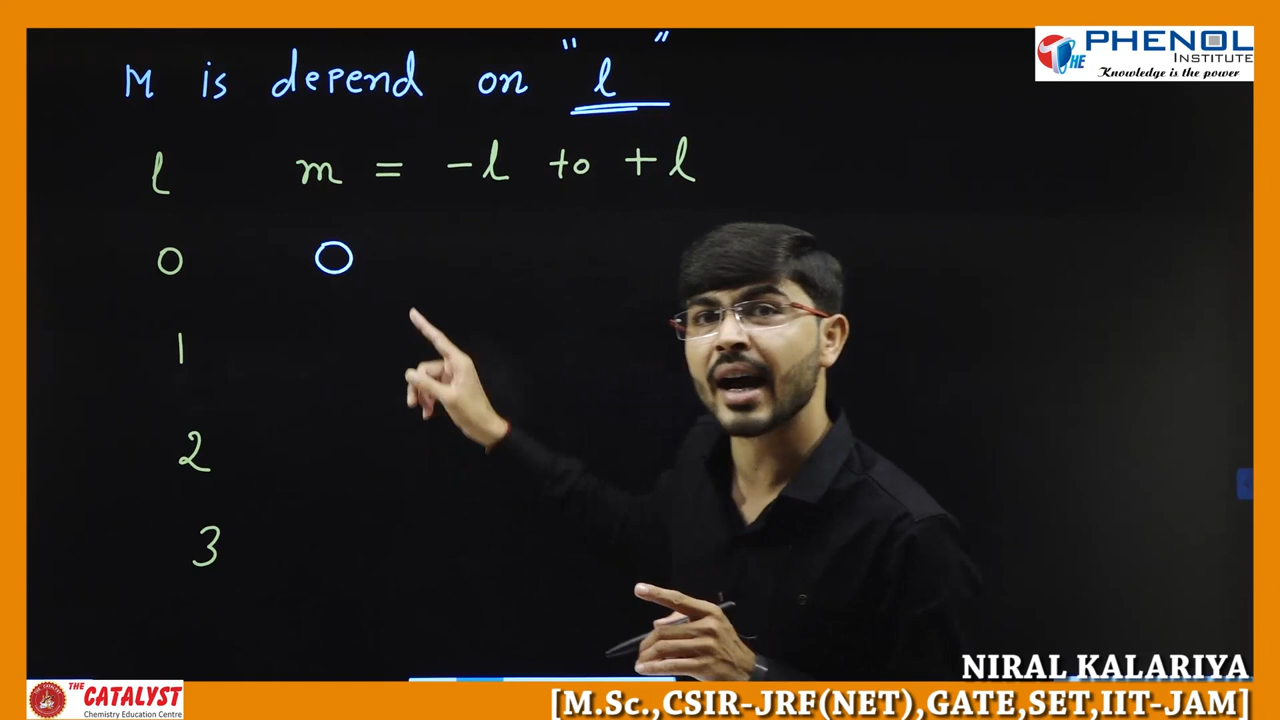 M is depend on "l"
l m = -l to +l
0 0
1
2
3
THE PHENOL
INSTITUTE
Knowledge is the power
NIRAL KALARIYA
[M.Sc.,CSIR-JRF(NET),GATE,SET,IIT-JAM]
THE CATALYST
Chemistry Education Centre